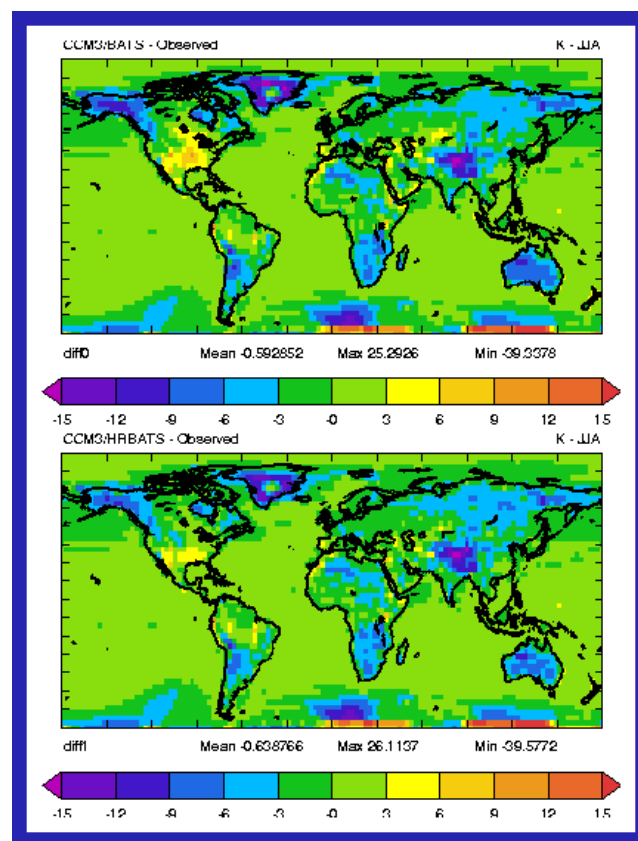 CCM3/BATS - Observed K - JJA
diff0 Mean -0.592852 Max 25.2926 Min -39.3378
-15 -12 -9 -6 -3 -0 3 6 9 12 15
CCM3/HRBATS - Observed K - JJA
diff1 Mean -0.638766 Max 26.1137 Min -39.5772
-15 -12 -9 -6 -3 -0 3 6 9 12 15